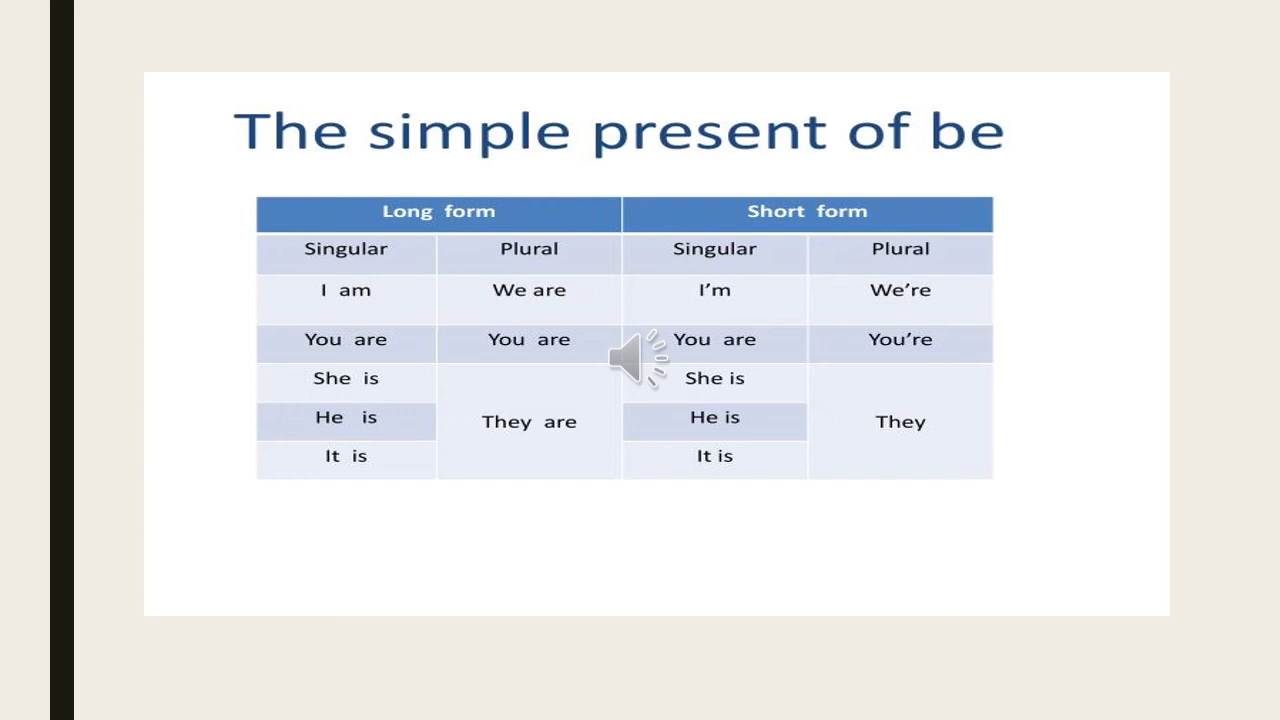 The simple present of be
Long form Short form
Singular Plural Singular Plural
I am We are I’m We’re
You are You are You are You’re
She is She is
He is They are He is They
It is It is